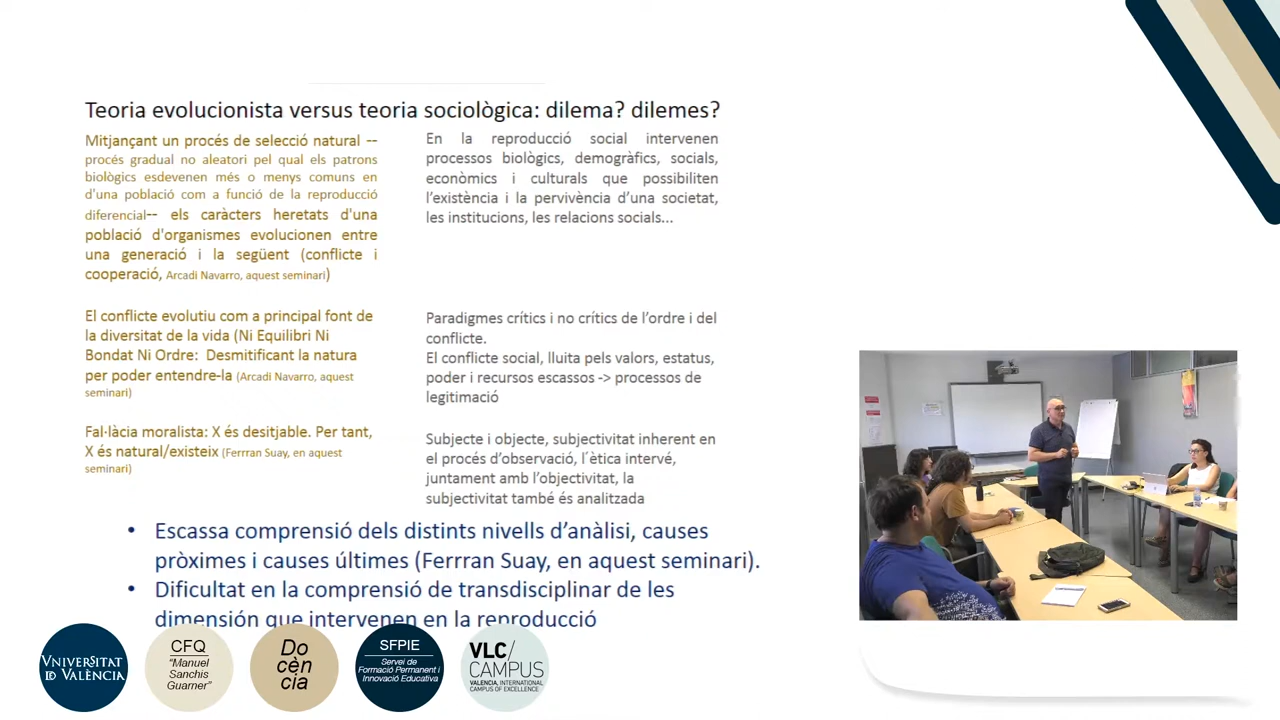 Teoria evolucionista versus teoria sociològica: dilema? dilemes?
Mitjançant un procés de selecció natural --
procés gradual no aleatori pel qual els patrons
biològics esdevenen més o menys comuns en
d'una població com a funció de la reproducció
diferencial-- els caràcters heretats d'una
població d'organismes evolucionen entre
una generació i la següent (conflicte i
cooperació, Arcadi Navarro, aquest seminari)
El conflicte evolutiu com a principal font de
la diversitat de la vida (Ni Equilibri Ni
Bondat Ni Ordre: Desmitificant la natura
per poder entendre-la (Arcadi Navarro, aquest
seminari)
Fal·làcia moralista: X és desitjable. Per tant,
X és natural/existeix (Ferrran Suay, en aquest
seminari)
En la reproducció social intervenen
processos biològics, demogràfics, socials,
econòmics i culturals que possibiliten
l'existència i la pervivència d'una societat,
les institucions, les relacions socials...
Paradigmes crítics i no crítics de l'ordre i del
conflicte.
El conflicte social, lluita pels valors, estatus,
poder i recursos escassos -> processos de
legitimació
Subjecte i objecte, subjectivitat inherent en
el procés d'observació, l´ètica intervé,
juntament amb l'objectivitat, la
subjectivitat també és analitzada
• Escassa comprensió dels distints nivells d'anàlisi, causes
pròximes i causes últimes (Ferrran Suay, en aquest seminari).
• Dificultat en la comprensió de transdisciplinar de les
dimensión que intervenen en la reproducció
VNIVERSITAT
ID VALÈNCIA
CFQ
"Manuel
Sanchis
Guarner"
Do
cèn
cia
SFPIE
Servei de
Formació Permanent i
Innovació Educativa
VLC/
CAMPUS
VALENCIA, INTERNATIONAL
CAMPUS OF EXCELLENCE